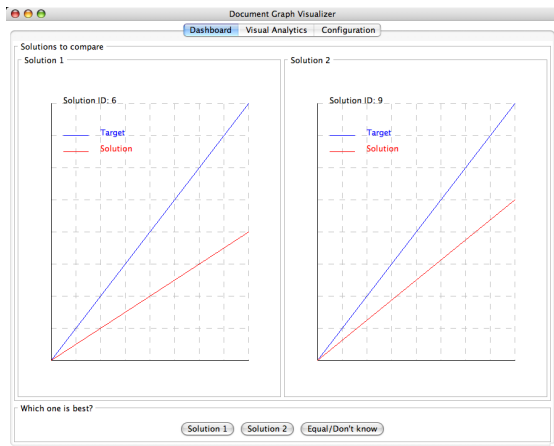 Document Graph Visualizer
Dashboard Visual Analytics Configuration
Solutions to compare
Solution 1
Solution ID: 6
Target
Solution
Solution 2
Solution ID: 9
Target
Solution
Which one is best?
Solution 1 Solution 2 Equal/Don't know